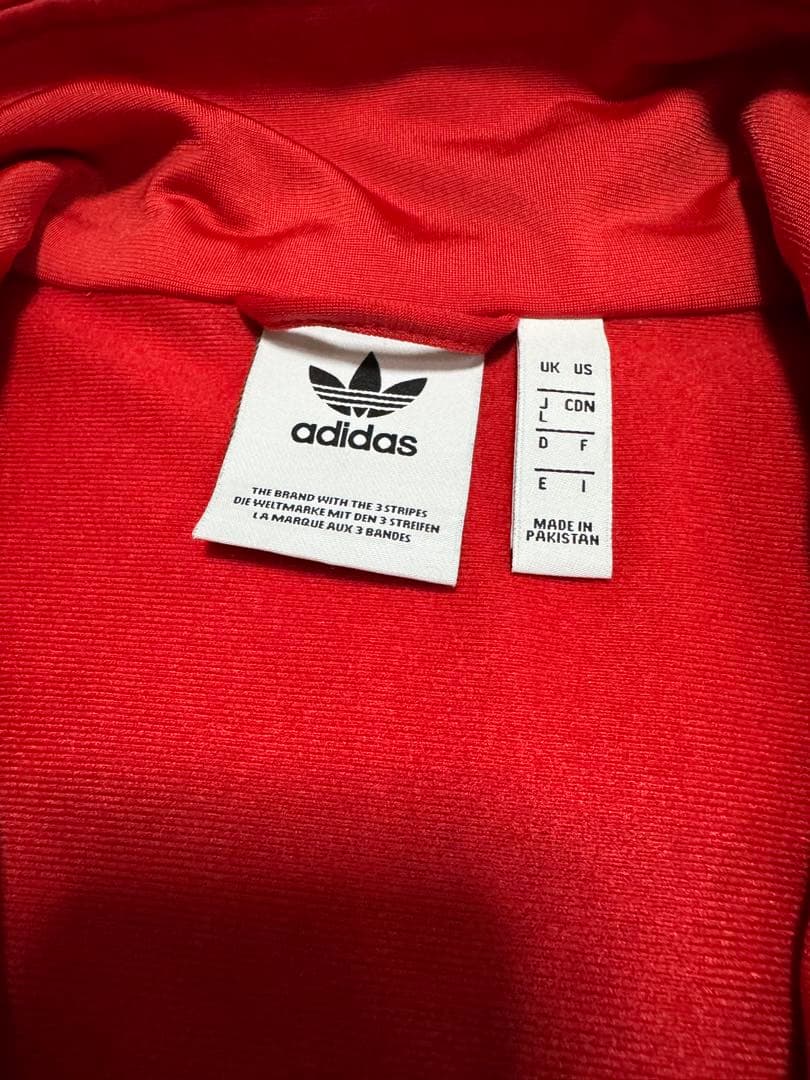 adidas
THE BRAND WITH THE 3 STRIPES
DIE WELTMARKE MIT DEN 3 STREIFEN
LA MARQUE AUX 3 BANDES
UK US
J CDN
L
D F
E I
MADE IN
PAKISTAN